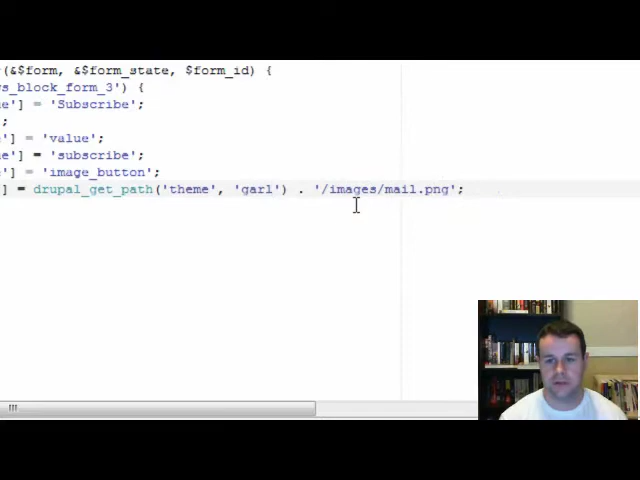 (&$form, &$form_state, $form_id) {
s_block_form_3') {
e'] = 'Subscribe';
;
'] = 'value';
e'] = 'subscribe';
'] = 'image_button';
] = drupal_get_path('theme', 'garl') . '/images/mail.png';